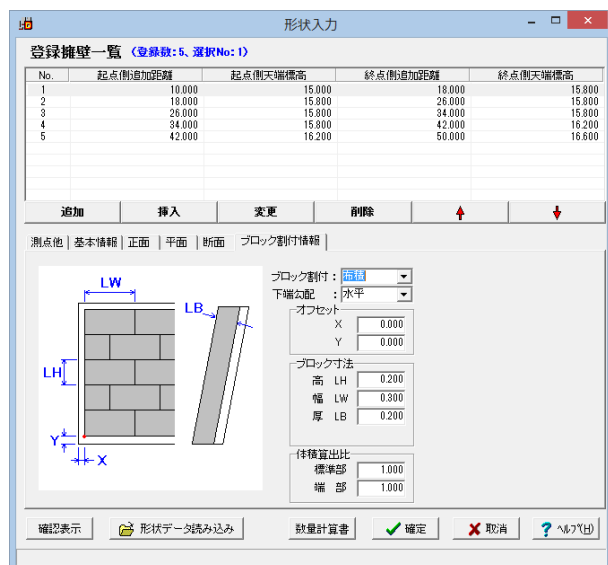 形状入力
登録擁壁一覧 (登録数:5、選択No:1)
No. 起点側追加距離 起点側天端標高 終点側追加距離 終点側天端標高
1 10.000 15.000 18.000 15.800
2 18.000 15.800 26.000 15.800
3 26.000 15.800 34.000 15.800
4 34.000 15.800 42.000 16.200
5 42.000 16.200 50.000 16.600
追加 挿入 変更 削除
測点他 基本情報 正面 平面 断面 ブロック割付情報
ブロック割付 : 布積
下端勾配 : 水平
オフセット
X 0.000
Y 0.000
ブロック寸法
高 LH 0.200
幅 LW 0.300
厚 LB 0.200
体積算出比
標準部 1.000
端 部 1.000
LW
LB
LH
Y
X
確認表示 形状データ読み込み 数量計算書 確定 取消 ヘルプ(H)